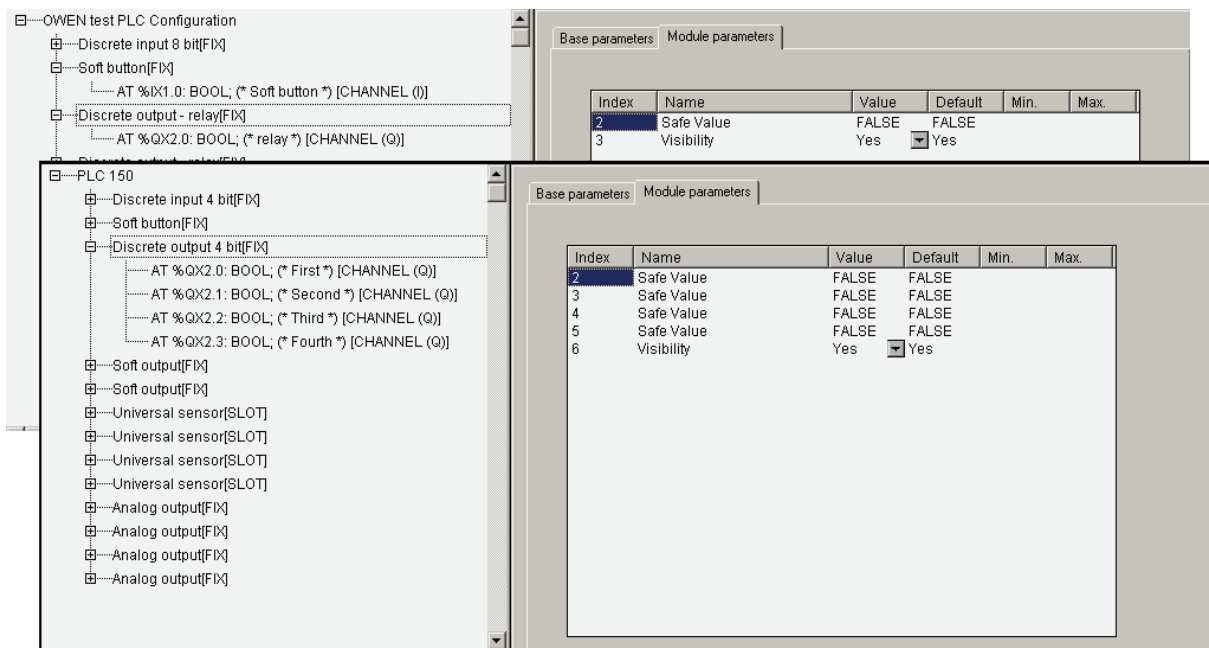 OWEN test PLC Configuration
Discrete input 8 bit[FIX]
Soft button[FIX]
AT %IX1.0: BOOL; (* Soft button *) [CHANNEL (I)]
Discrete output - relay[FIX]
AT %QX2.0: BOOL; (* relay *) [CHANNEL (Q)]
Discrete output - relay[FIX]
Base parameters Module parameters
Index Name Value Default Min. Max.
2 Safe Value FALSE FALSE
3 Visibility Yes Yes
PLC 150
Discrete input 4 bit[FIX]
Soft button[FIX]
Discrete output 4 bit[FIX]
AT %QX2.0: BOOL; (* First *) [CHANNEL (Q)]
AT %QX2.1: BOOL; (* Second *) [CHANNEL (Q)]
AT %QX2.2: BOOL; (* Third *) [CHANNEL (Q)]
AT %QX2.3: BOOL; (* Fourth *) [CHANNEL (Q)]
Soft output[FIX]
Soft output[FIX]
Universal sensor[SLOT]
Universal sensor[SLOT]
Universal sensor[SLOT]
Universal sensor[SLOT]
Analog output[FIX]
Analog output[FIX]
Analog output[FIX]
Analog output[FIX]
Base parameters Module parameters
Index Name Value Default Min. Max.
2 Safe Value FALSE FALSE
3 Safe Value FALSE FALSE
4 Safe Value FALSE FALSE
5 Safe Value FALSE FALSE
6 Visibility Yes Yes